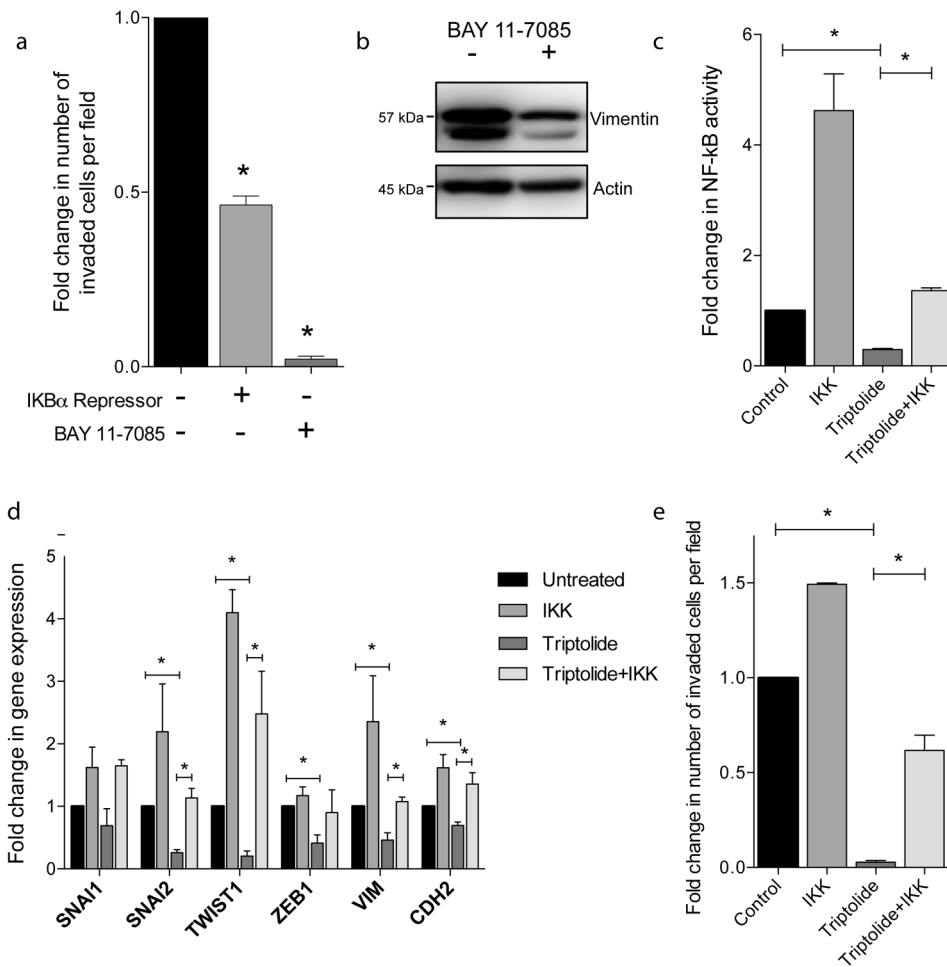 a
Fold change in number of
invaded cells per field
1.0
0.5
0.0
*
*
IKBα Repressor - + -
BAY 11-7085 - - +
b
BAY 11-7085
- +
57 kDa
Vimentin
45 kDa
Actin
c
Fold change in NF-kB activity
6
4
2
0
*
*
Control
IKK
Triptolide
Triptolide+IKK
d
Fold change in gene expression
5
4
3
2
1
0
*
*
*
*
*
*
*
*
*
SNAI1
SNAI2
TWIST1
ZEB1
VIM
CDH2
Untreated
IKK
Triptolide
Triptolide+IKK
e
Fold change in number of invaded cells per field
1.5
1.0
0.5
0.0
*
*
Control
IKK
Triptolide
Triptolide+IKK